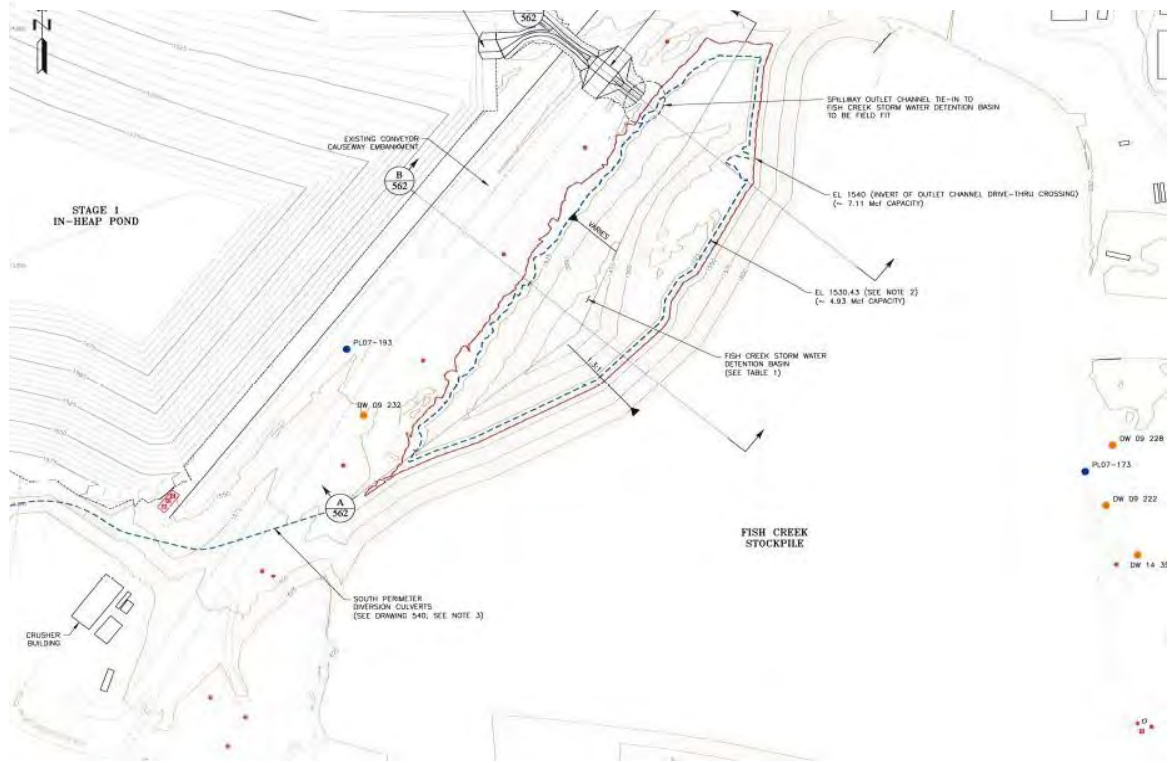 N
562
SPILLWAY OUTLET CHANNEL TIE-IN TO
FISH CREEK STORM WATER DETENTION BASIN
TO BE FIELD FIT
EXISTING CONVEYOR
CAUSEWAY EMBANKMENT
B
562
EL 1540 (INVERT OF OUTLET CHANNEL DRIVE-THRU CROSSING)
(~ 7.11 Mcf CAPACITY)
STAGE 1
IN-HEAP POND
VARIES
EL 1530.43 (SEE NOTE 2)
(~ 4.93 Mcf CAPACITY)
PL07-193
FISH CREEK STORM WATER
DETENTION BASIN
(SEE TABLE 1)
DW 09 232
DW 09 228
PL07-173
DW 09 222
A
562
FISH CREEK
STOCKPILE
SOUTH PERIMETER
DIVERSION CULVERTS
(SEE DRAWING 540; SEE NOTE 3)
CRUSHER
BUILDING